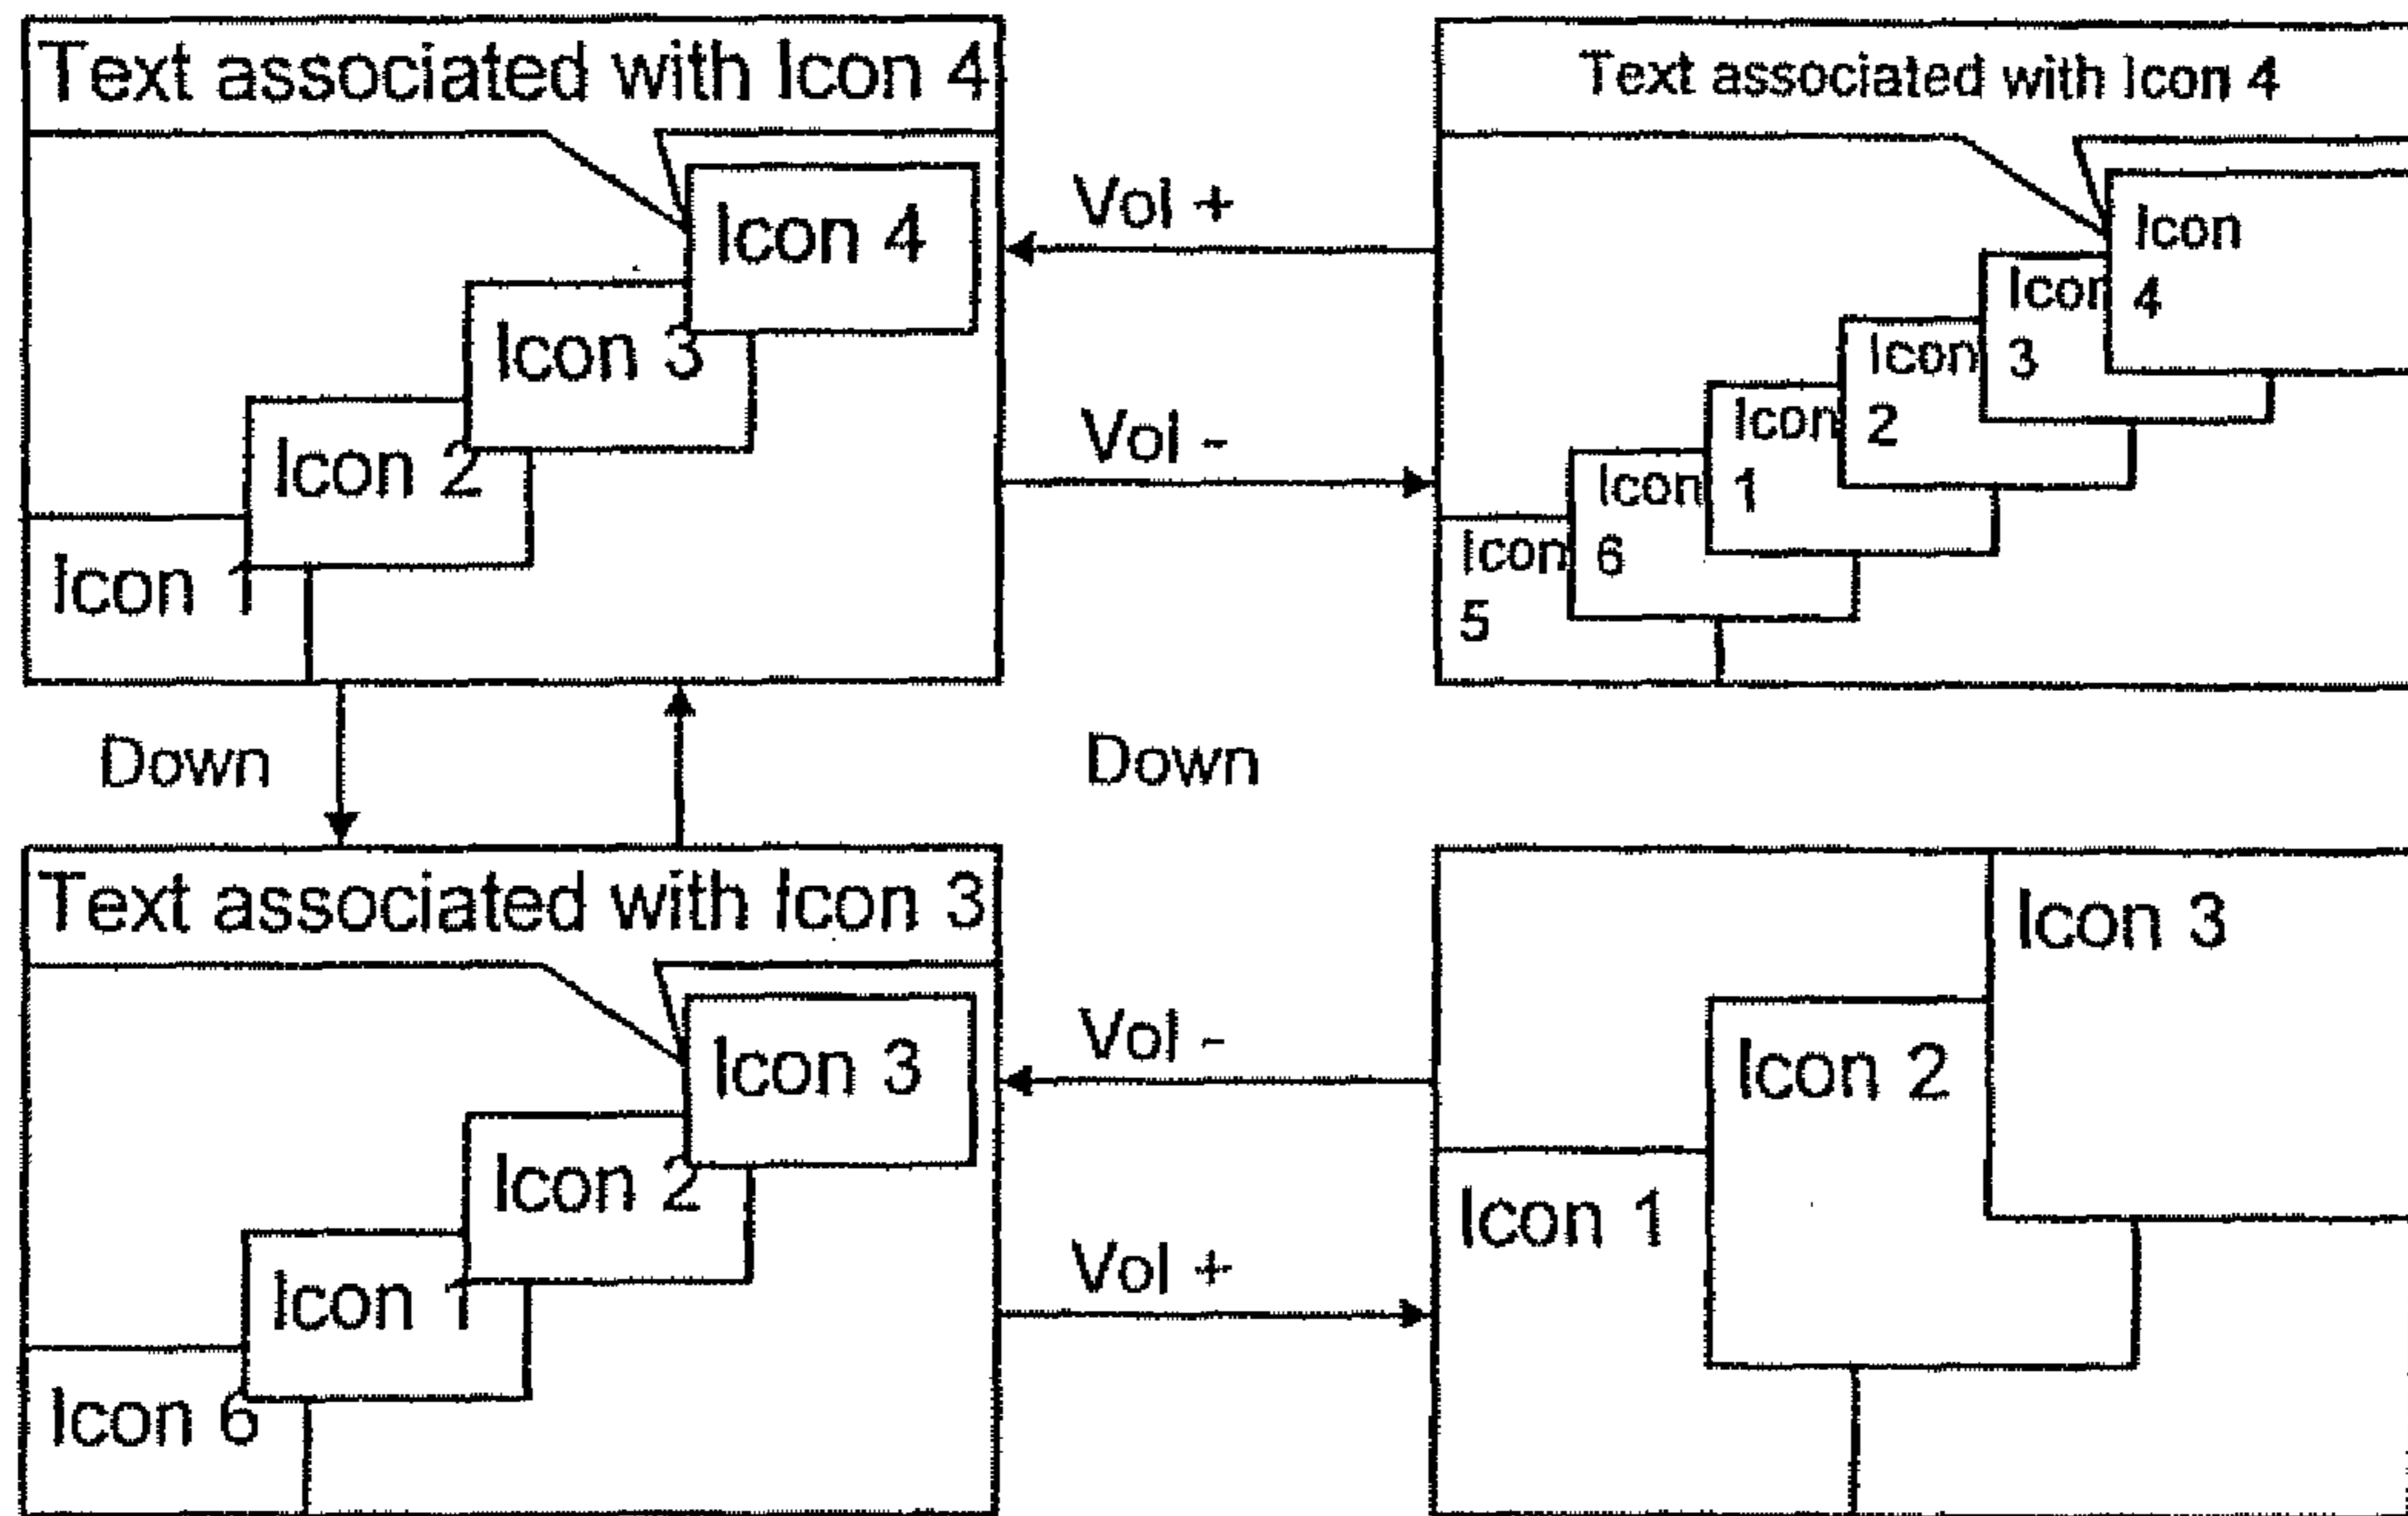 Text associated with Icon 4
Icon 4
Icon 3
Icon 2
Icon 1
Vol +
Vol -
Text associated with Icon 4
Icon
4
Icon
3
Icon
2
Icon
1
Icon
6
Icon
5
Down
Down
Text associated with Icon 3
Icon 3
Icon 2
Icon 1
Icon 6
Vol -
Vol +
Icon 3
Icon 2
Icon 1